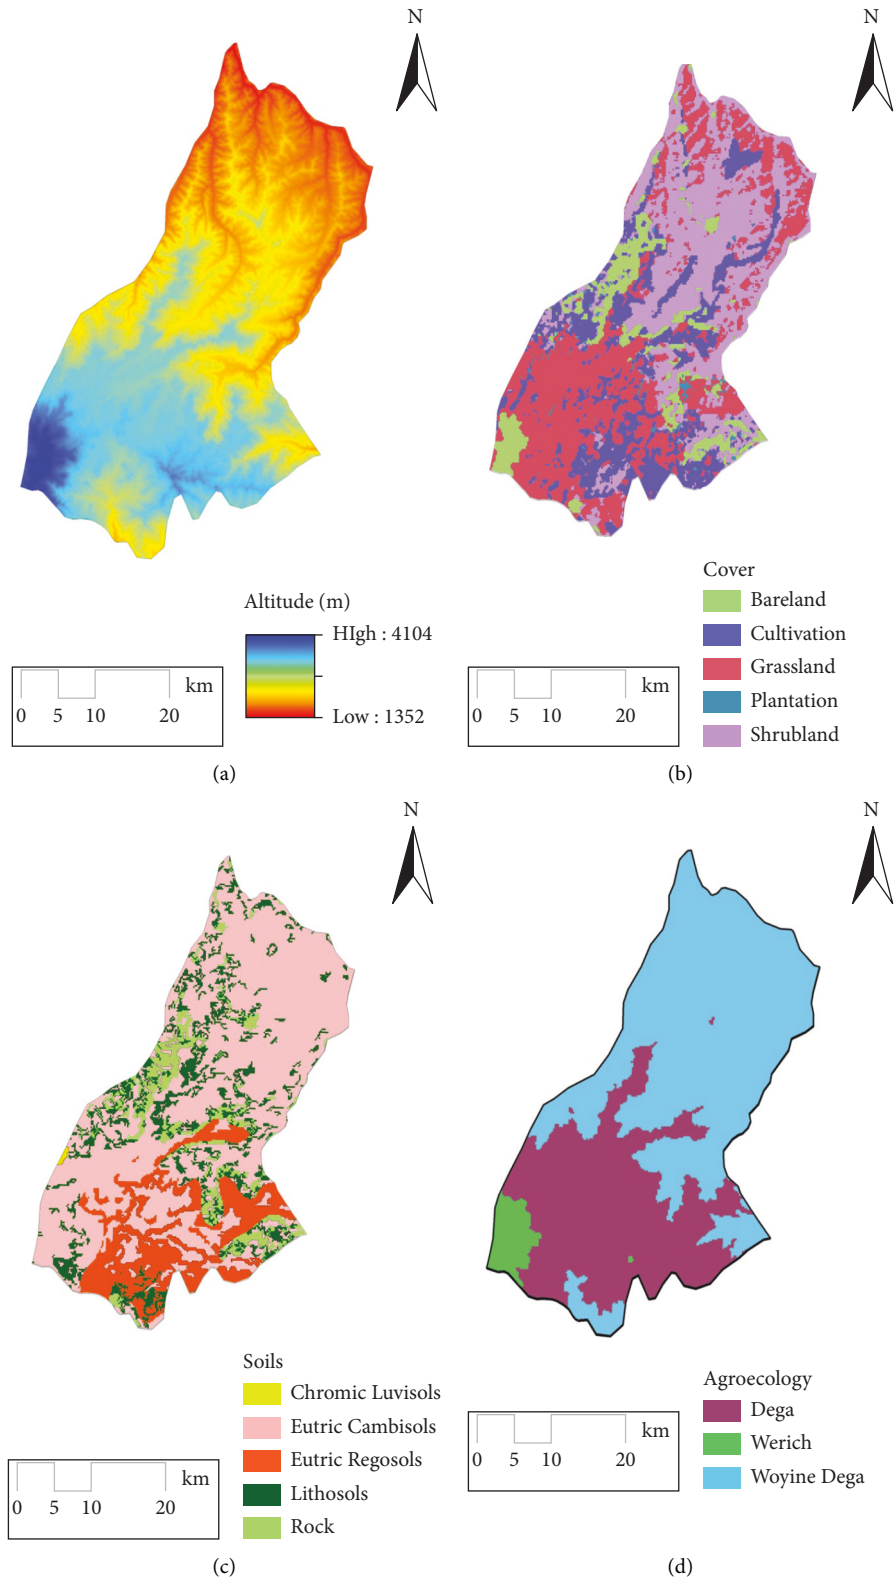 N
Altitude (m)
HIgh : 4104
Low : 1352
km
0 5 10 20
(a)
N
Cover
Bareland
Cultivation
Grassland
Plantation
Shrubland
km
0 5 10 20
(b)
N
Soils
Chromic Luvisols
Eutric Cambisols
Eutric Regosols
Lithosols
Rock
km
0 5 10 20
(c)
N
Agroecology
Dega
Werich
Woyine Dega
km
0 5 10 20
(d)